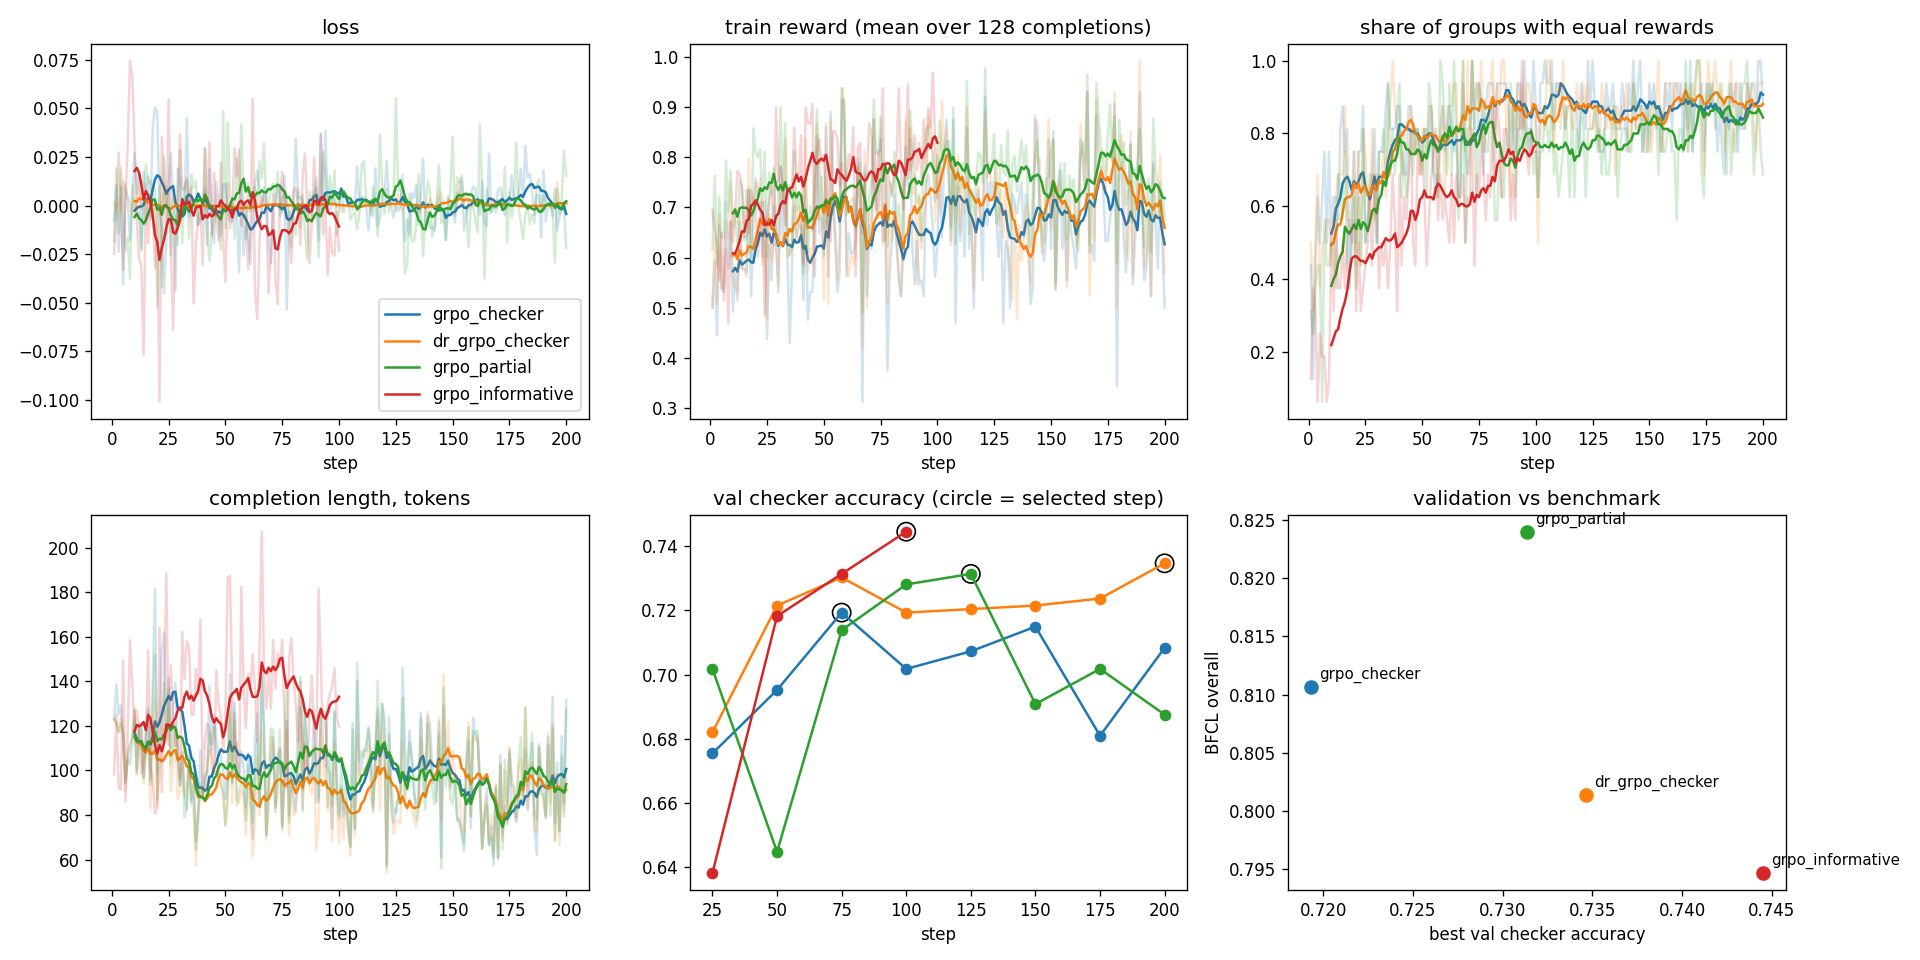 loss
0.075
0.050
0.025
0.000
−0.025
−0.050
−0.075
−0.100
grpo_checker
dr_grpo_checker
grpo_partial
grpo_informative
0 25 50 75 100 125 150 175 200
step
train reward (mean over 128 completions)
1.0
0.9
0.8
0.7
0.6
0.5
0.4
0.3
0 25 50 75 100 125 150 175 200
step
share of groups with equal rewards
1.0
0.8
0.6
0.4
0.2
0 25 50 75 100 125 150 175 200
step
completion length, tokens
200
180
160
140
120
100
80
60
0 25 50 75 100 125 150 175 200
step
val checker accuracy (circle = selected step)
0.74
0.72
0.70
0.68
0.66
0.64
25 50 75 100 125 150 175 200
step
validation vs benchmark
BFCL overall
0.825
0.820
0.815
0.810
0.805
0.800
0.795
grpo_partial
grpo_checker
dr_grpo_checker
grpo_informative
0.720 0.725 0.730 0.735 0.740 0.745
best val checker accuracy